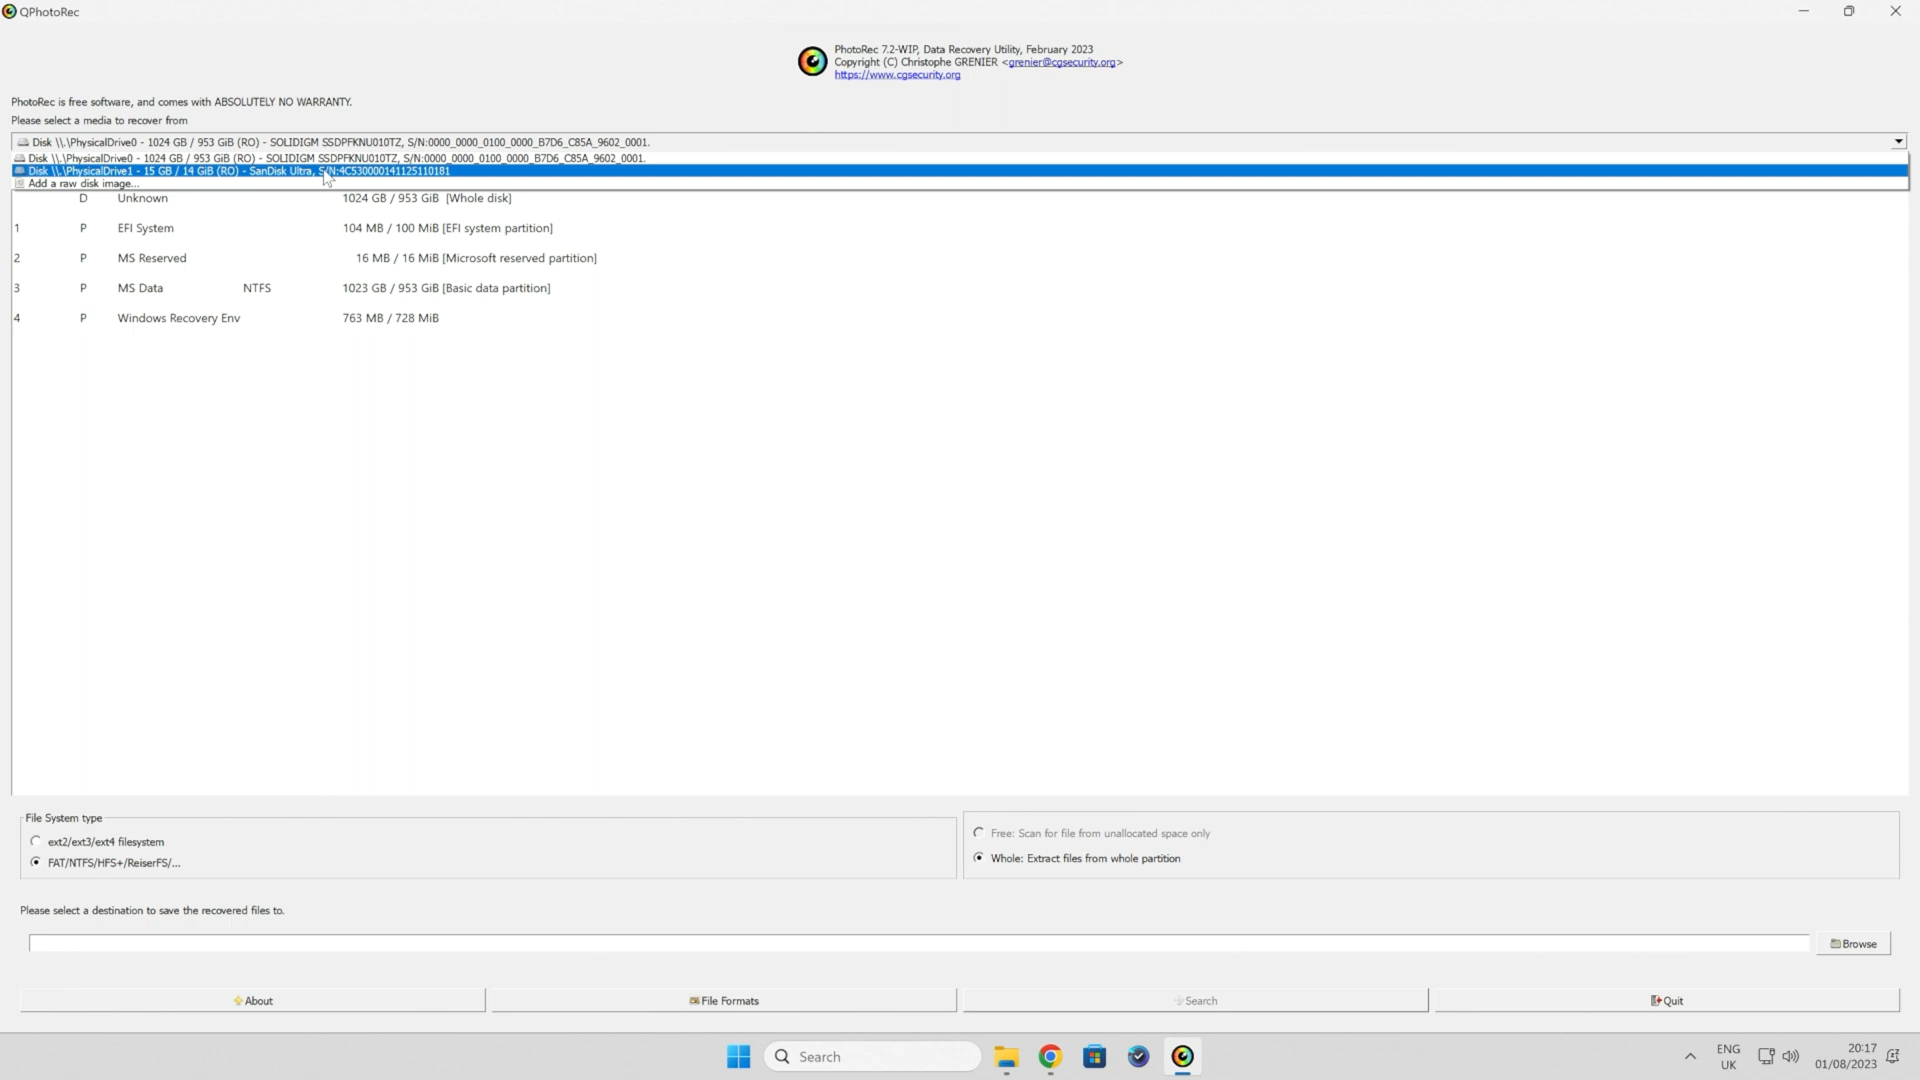 QPhotoRec
PhotoRec 7.2-WIP, Data Recovery Utility, February 2023
Copyright (C) Christophe GRENIER <grenier@cgsecurity.org>
https://www.cgsecurity.org
PhotoRec is free software, and comes with ABSOLUTELY NO WARRANTY.
Please select a media to recover from
Disk \\.\PhysicalDrive0 - 1024 GB / 953 GiB (RO) - SOLIDIGM SSDPFKNU010TZ, S/N:0000_0000_0100_0000_B7D6_C85A_9602_0001.
Disk \\.\PhysicalDrive0 - 1024 GB / 953 GiB (RO) - SOLIDIGM SSDPFKNU010TZ, S/N:0000_0000_0100_0000_B7D6_C85A_9602_0001.
Disk \\.\PhysicalDrive1 - 15 GB / 14 GiB (RO) - SanDisk Ultra, S/N:4C530000141125110181
Add a raw disk image...
D Unknown 1024 GB / 953 GiB [Whole disk]
1 P EFI System 104 MB / 100 MiB [EFI system partition]
2 P MS Reserved 16 MB / 16 MiB [Microsoft reserved partition]
3 P MS Data NTFS 1023 GB / 953 GiB [Basic data partition]
4 P Windows Recovery Env 763 MB / 728 MiB
File System type
ext2/ext3/ext4 filesystem
FAT/NTFS/HFS+/ReiserFS/...
Free: Scan for file from unallocated space only
Whole: Extract files from whole partition
Please select a destination to save the recovered files to.
Browse
About File Formats Search Quit
Search
ENG
UK
20:17
01/08/2023